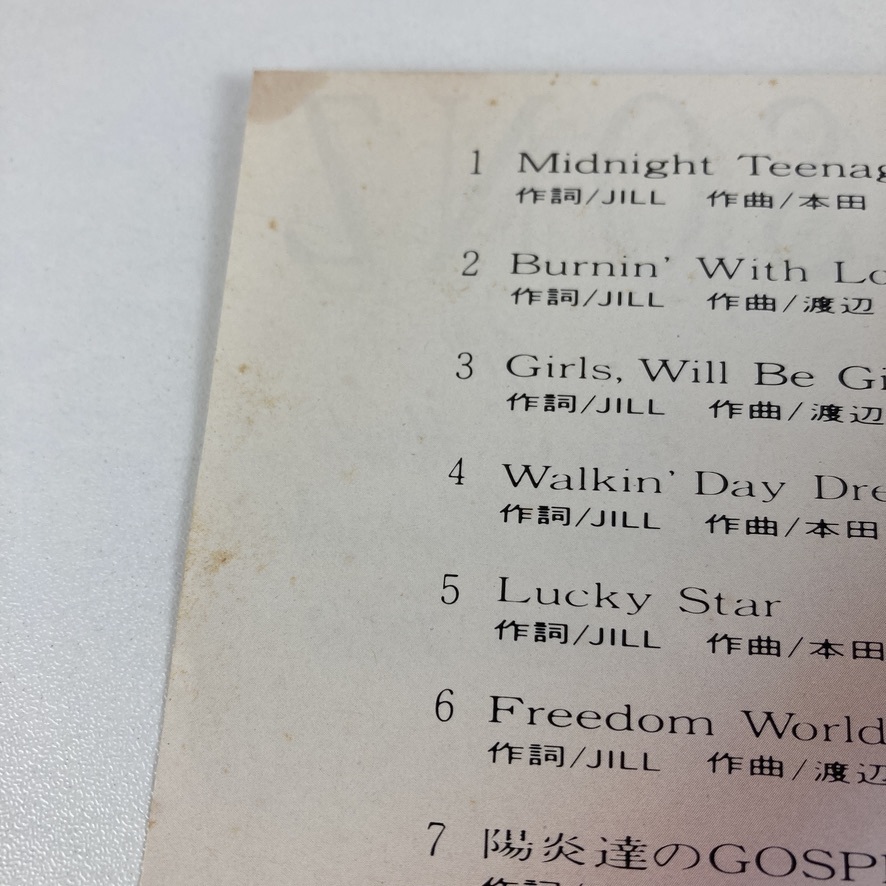 1 Midnight Teenag
作詞/JILL 作曲/本田
2 Burnin' With Lo
作詞/JILL 作曲/渡辺
3 Girls, Will Be Gi
作詞/JILL 作曲/渡辺
4 Walkin' Day Dre
作詞/JILL 作曲/本田
5 Lucky Star
作詞/JILL 作曲/本田
6 Freedom World
作詞/JILL 作曲/渡辺
7 陽炎達のGOSP